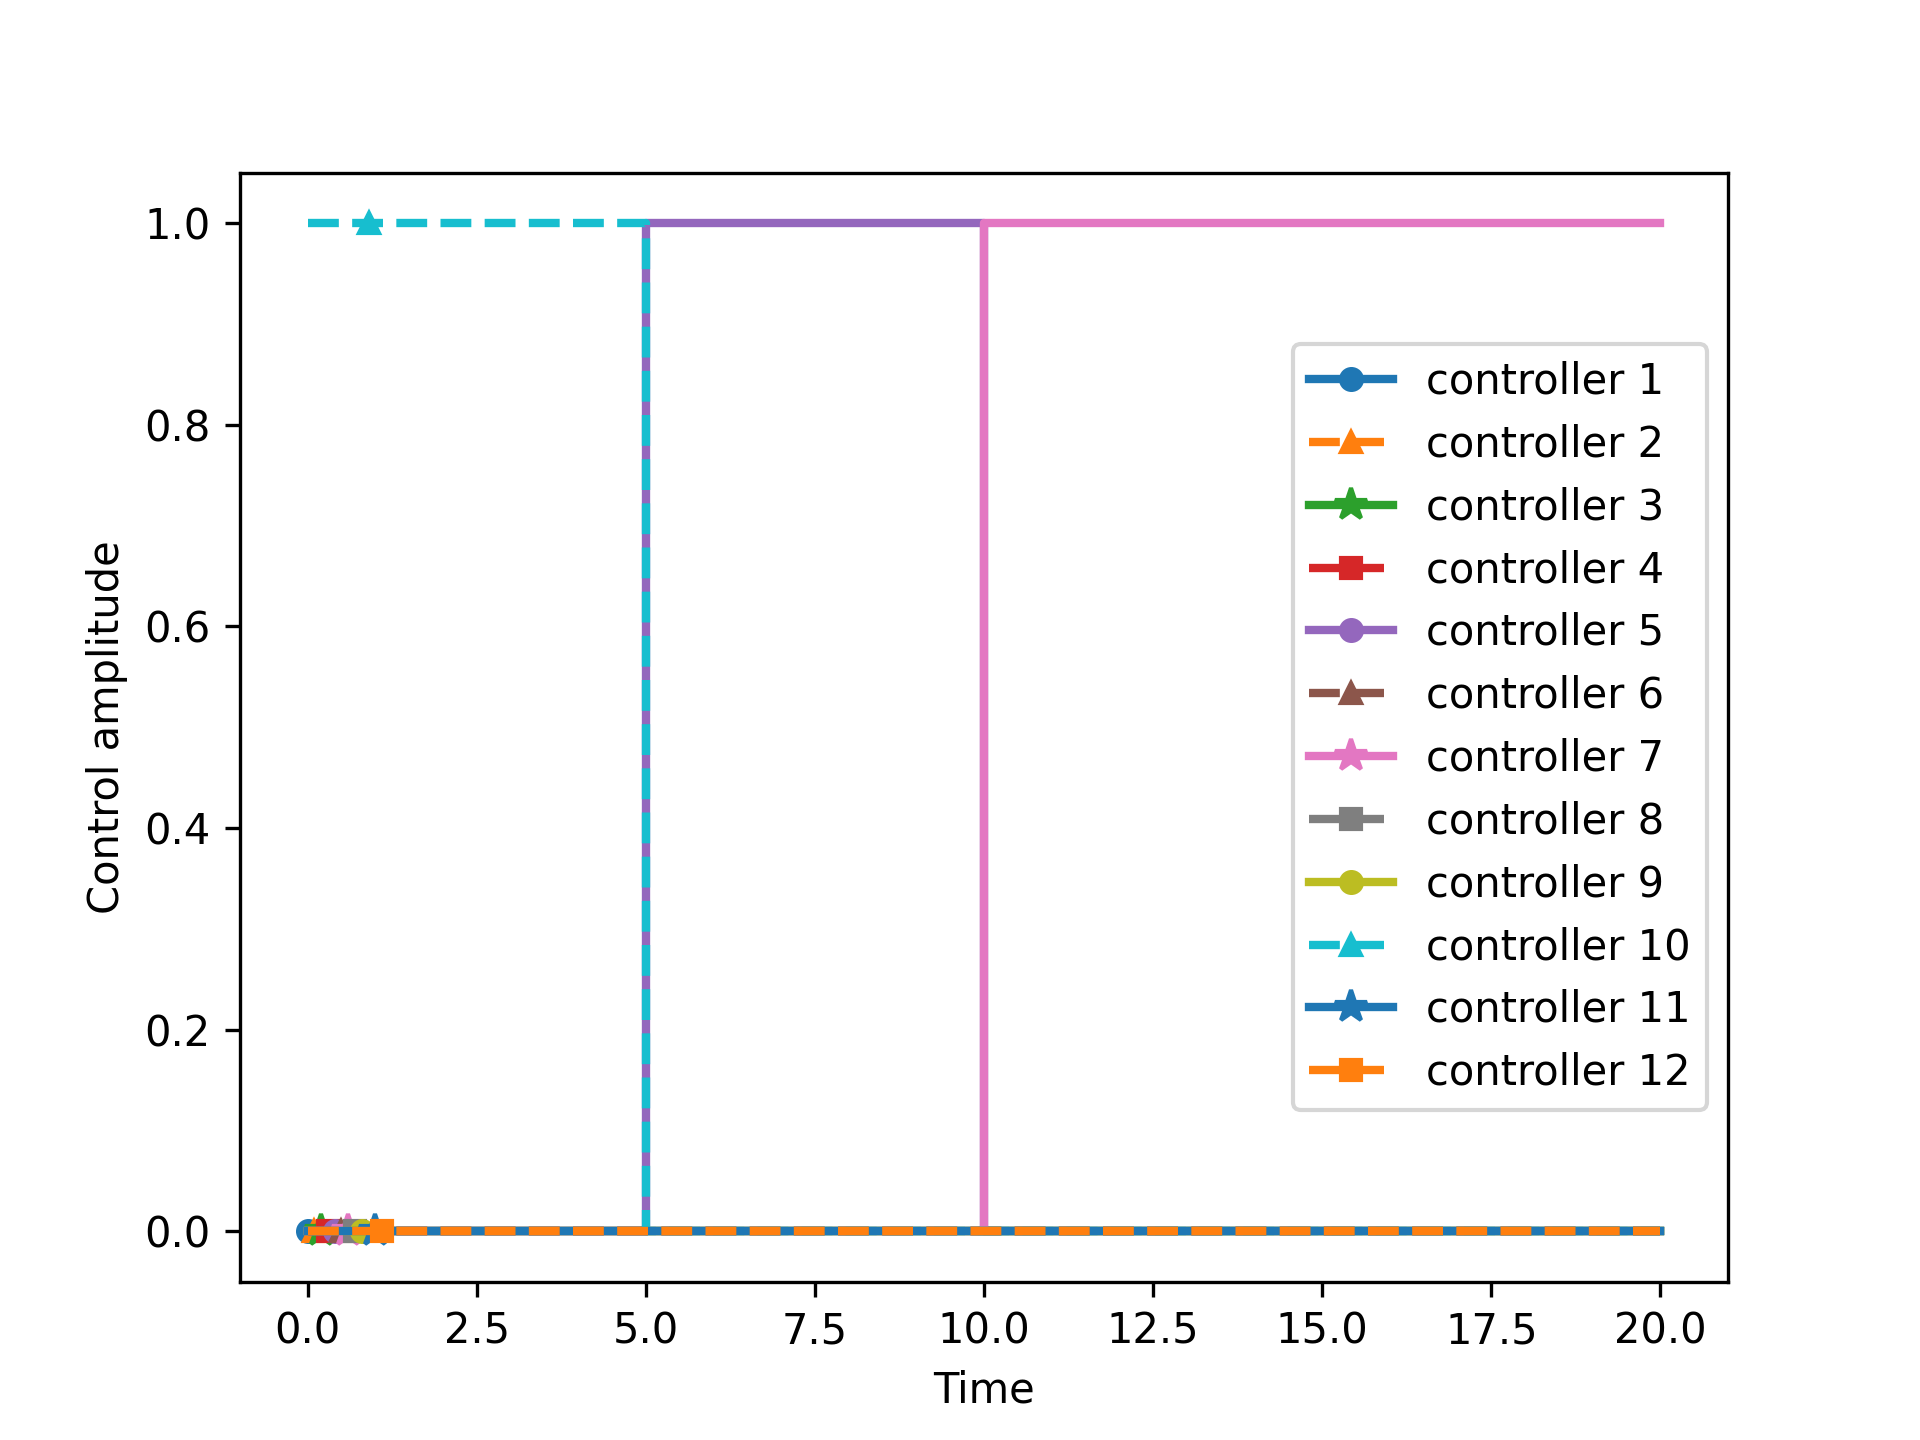 1.0
0.8
0.6
0.4
0.2
0.0
Control amplitude
0.0 2.5 5.0 7.5 10.0 12.5 15.0 17.5 20.0
Time
controller 1
controller 2
controller 3
controller 4
controller 5
controller 6
controller 7
controller 8
controller 9
controller 10
controller 11
controller 12